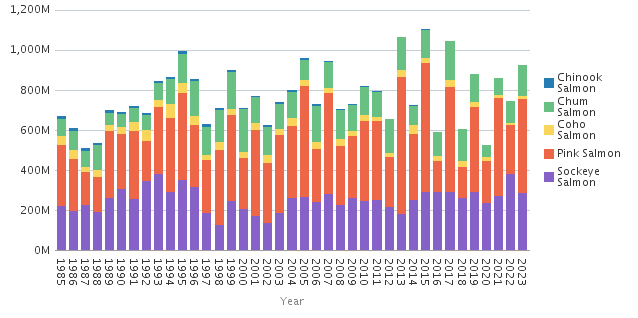 1,200M
1,000M
800M
600M
400M
200M
0M
1985
1986
1987
1988
1989
1990
1991
1992
1993
1994
1995
1996
1997
1998
1999
2000
2001
2002
2003
2004
2005
2006
2007
2008
2009
2010
2011
2012
2013
2014
2015
2016
2017
2018
2019
2020
2021
2022
2023
Year
Chinook
Salmon
Chum
Salmon
Coho
Salmon
Pink Salmon
Sockeye
Salmon